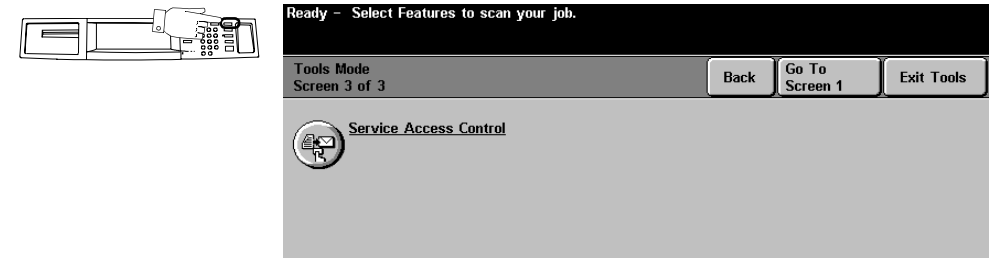 Ready - Select Features to scan your job.
Tools Mode
Screen 3 of 3
Back
Go To
Screen 1
Exit Tools
Service Access Control